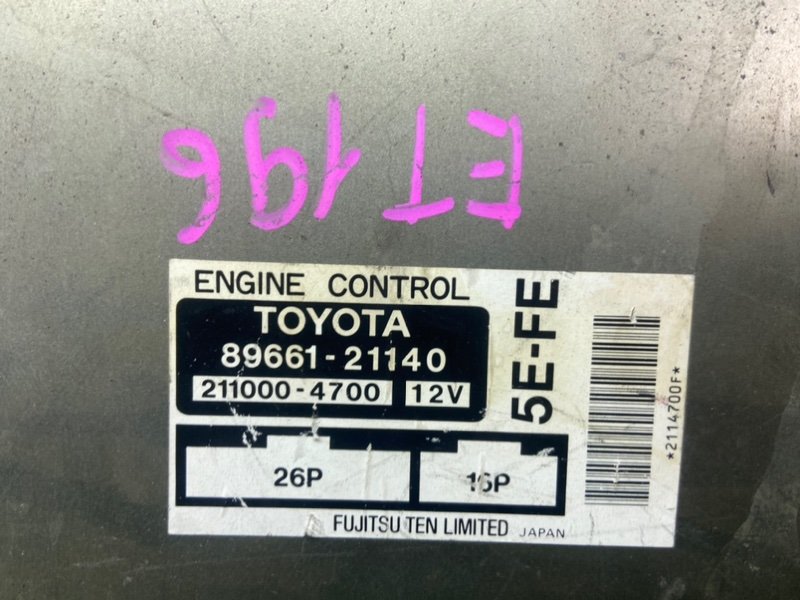 ET196
ENGINE CONTROL
TOYOTA
89661-21140
211000-4700 12V
5E-FE
26P 16P
FUJITSU TEN LIMITED JAPAN
*2114700F*